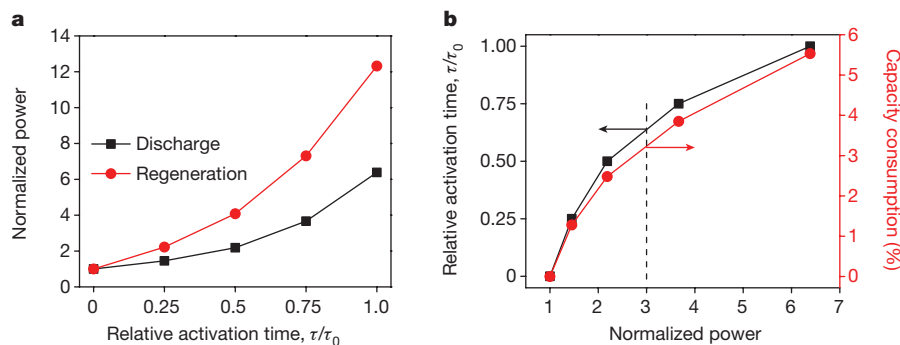 a
14
12
10
8
6
4
2
0
Normalized power
Discharge
Regeneration
0 0.25 0.5 0.75 1.0
Relative activation time, τ/τ0
b
1.00
0.75
0.50
0.25
0
Relative activation time, τ/τ0
6
5
4
3
2
1
0
Capacity consumption (%)
1 2 3 4 5 6 7
Normalized power